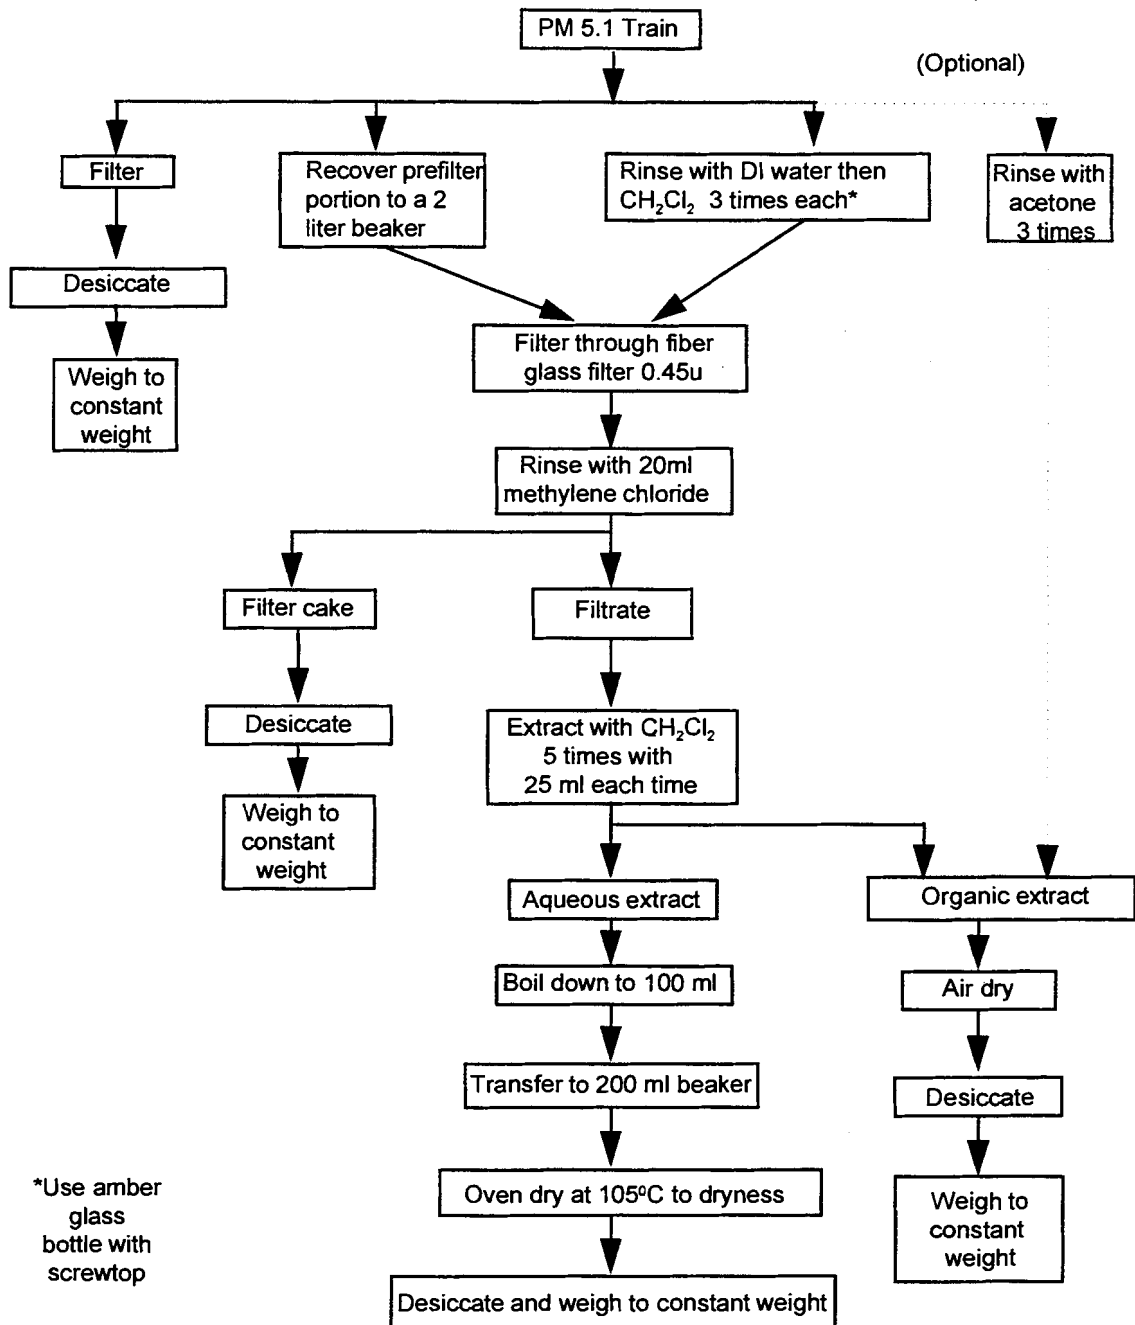 PM 5.1 Train
(Optional)
Filter
Recover prefilter
portion to a 2
liter beaker
Rinse with DI water then
CH₂Cl₂ 3 times each*
Rinse with
acetone
3 times
Desiccate
Weigh to
constant
weight
Filter through fiber
glass filter 0.45u
Rinse with 20ml
methylene chloride
Filter cake
Filtrate
Desiccate
Extract with CH₂Cl₂
5 times with
25 ml each time
Weigh to
constant
weight
Aqueous extract
Organic extract
Boil down to 100 ml
Air dry
Transfer to 200 ml beaker
Desiccate
*Use amber
glass
bottle with
screwtop
Oven dry at 105ºC to dryness
Weigh to
constant
weight
Desiccate and weigh to constant weight